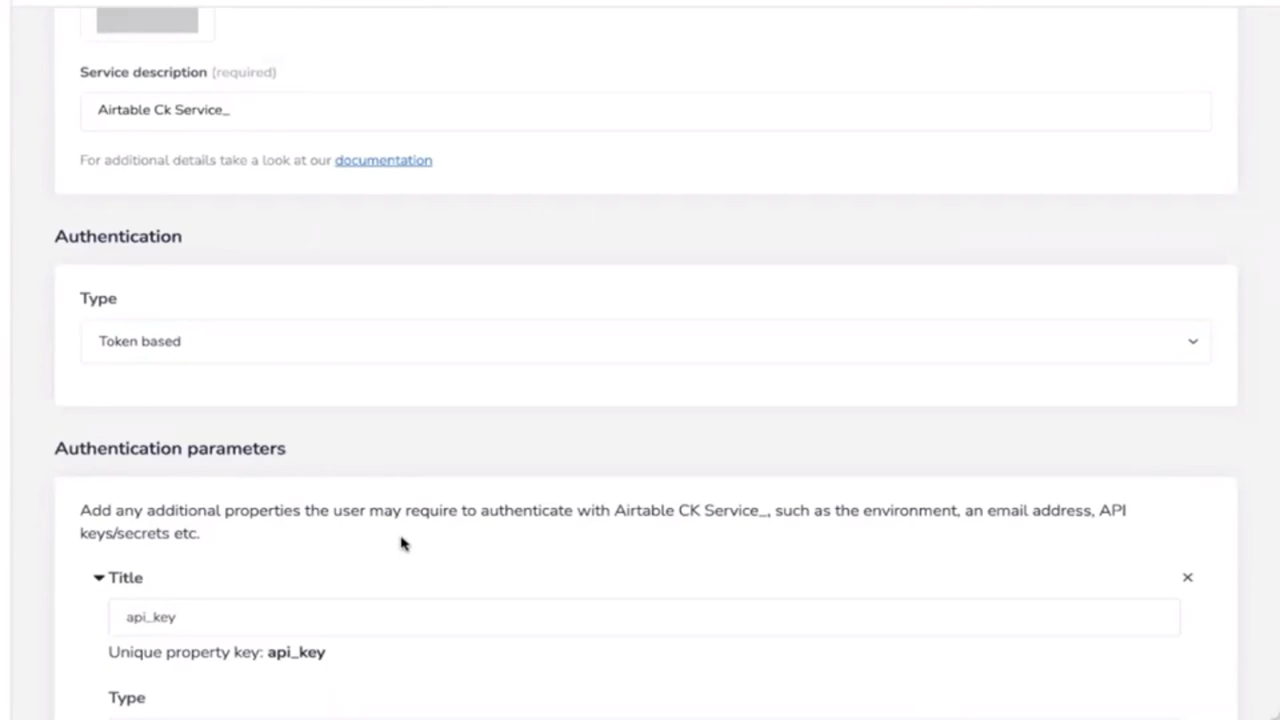 Service description (required)
Airtable Ck Service_
For additional details take a look at our documentation
Authentication
Type
Token based
Authentication parameters
Add any additional properties the user may require to authenticate with Airtable CK Service_, such as the environment, an email address, API
keys/secrets etc.
Title
api_key
Unique property key: api_key
Type